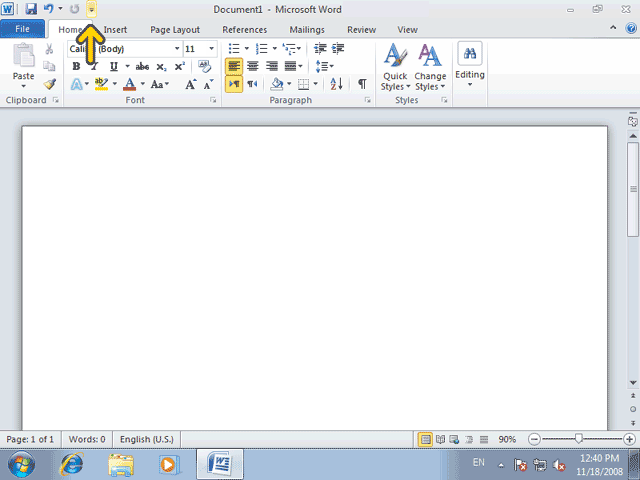 Document1 - Microsoft Word
File Home Insert Page Layout References Mailings Review View
(Body) 11
Paste
B U abc x₂ x²
A ab A Aa A A
Quick Styles
Change Styles
Editing
Clipboard Font Paragraph Styles
Page: 1 of 1 Words: 0 English (U.S.) 90%
EN 12:40 PM
11/18/2008